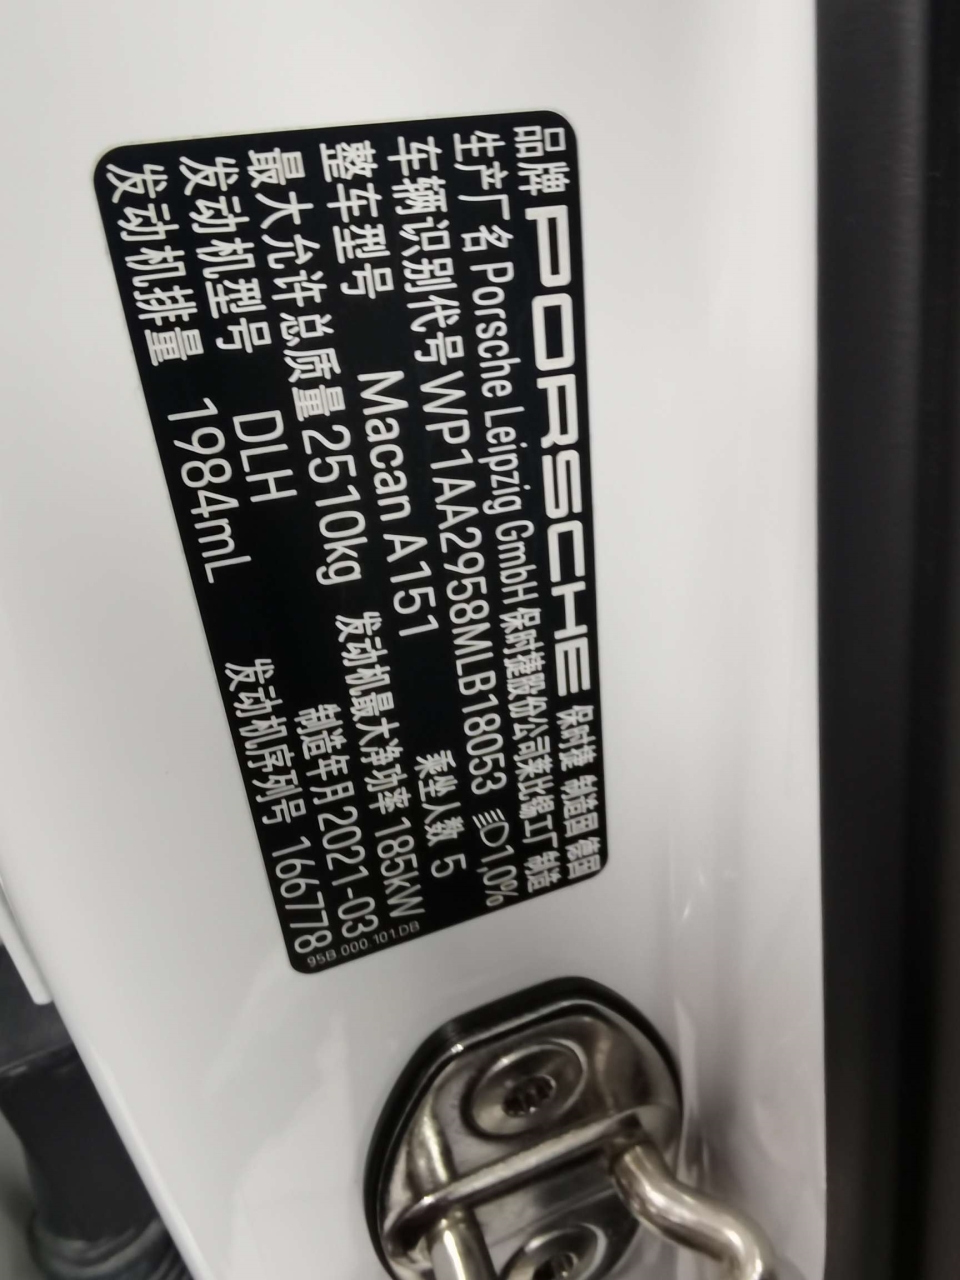 品牌 PORSCHE 保时捷 制造国 德国
生产厂名 Porsche Leipzig GmbH 保时捷股份公司莱比锡工厂 制造
车辆识别代号 WP1AA2958MLB18053 1,0%
整车型号 Macan A151 乘坐人数 5
最大允许总质量 2510kg 发动机最大净功率 185kW
发动机型号 DLH 制造年月 2021-03
发动机排量 1984mL 发动机序列号 166778
95B.000.101.DB